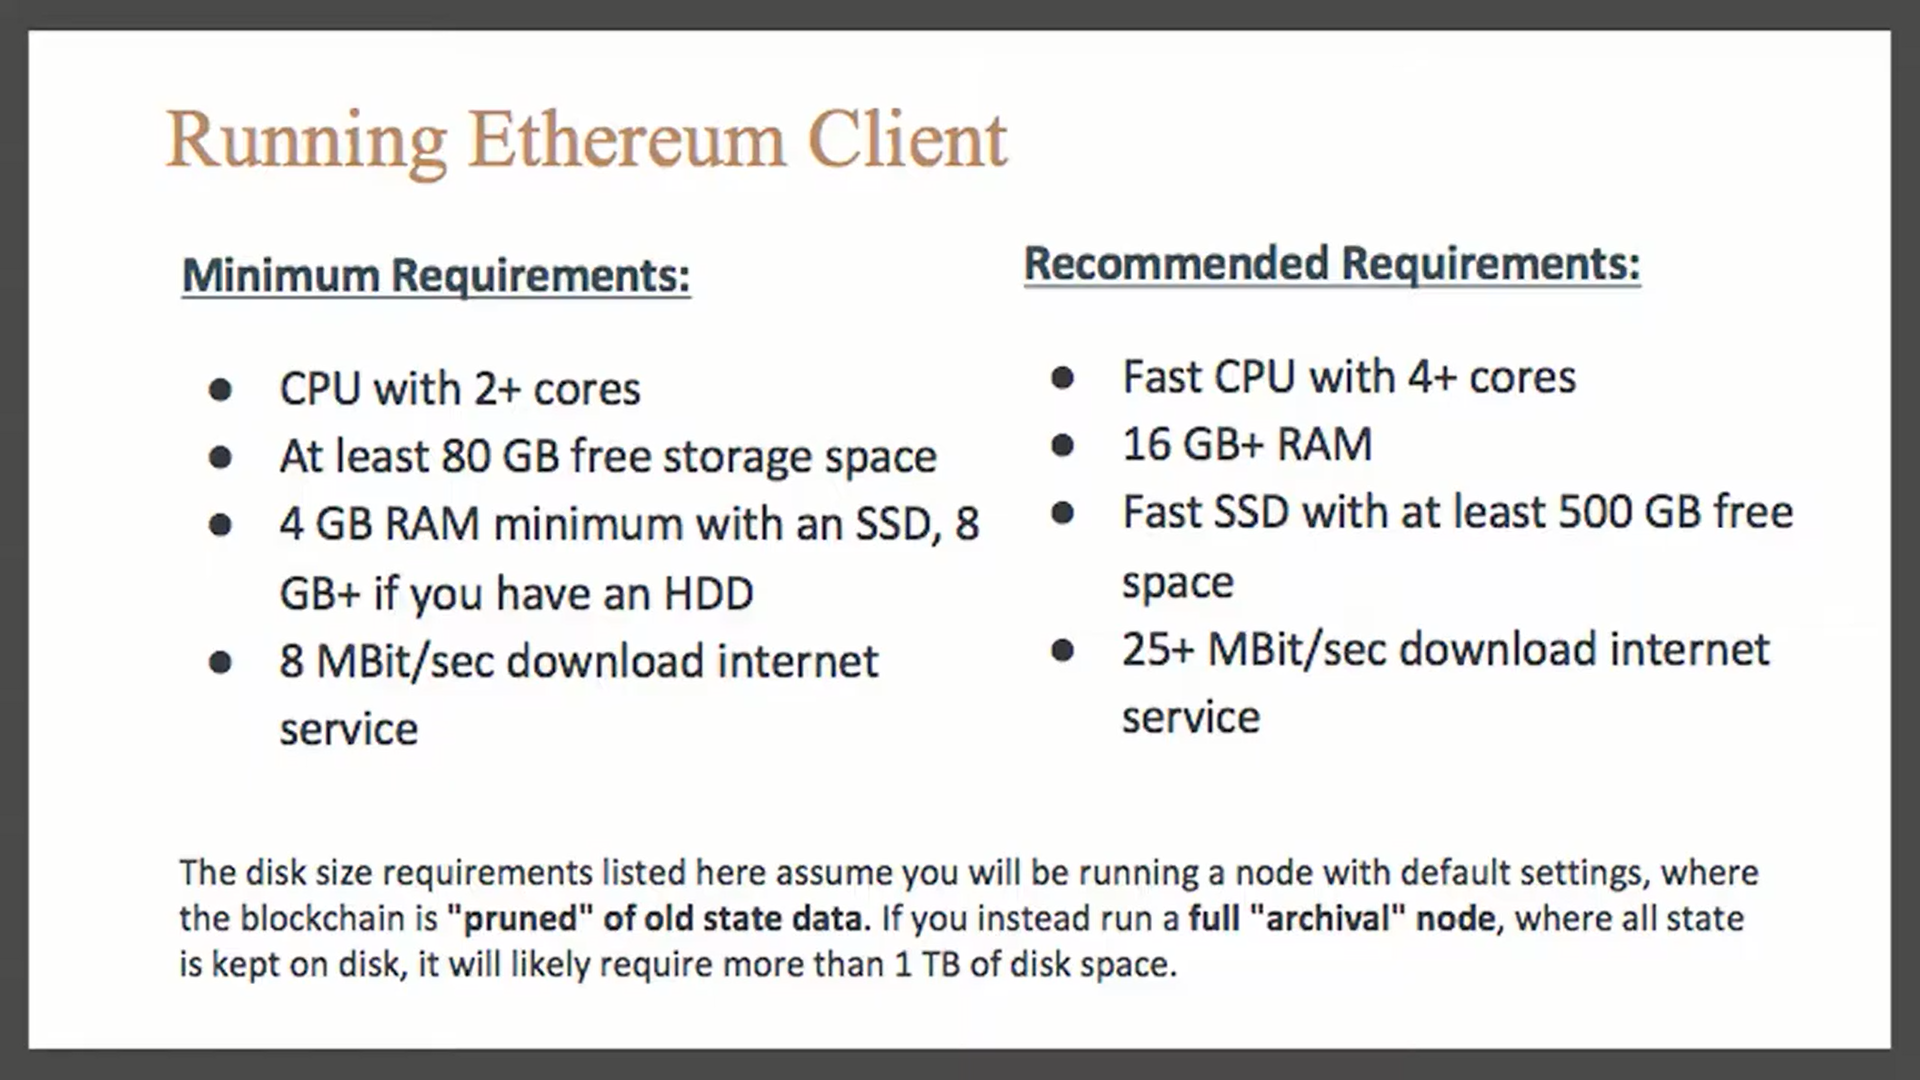 Running Ethereum Client
Minimum Requirements:
● CPU with 2+ cores
● At least 80 GB free storage space
● 4 GB RAM minimum with an SSD, 8
GB+ if you have an HDD
● 8 MBit/sec download internet
service
Recommended Requirements:
● Fast CPU with 4+ cores
● 16 GB+ RAM
● Fast SSD with at least 500 GB free
space
● 25+ MBit/sec download internet
service
The disk size requirements listed here assume you will be running a node with default settings, where
the blockchain is "pruned" of old state data. If you instead run a full "archival" node, where all state
is kept on disk, it will likely require more than 1 TB of disk space.